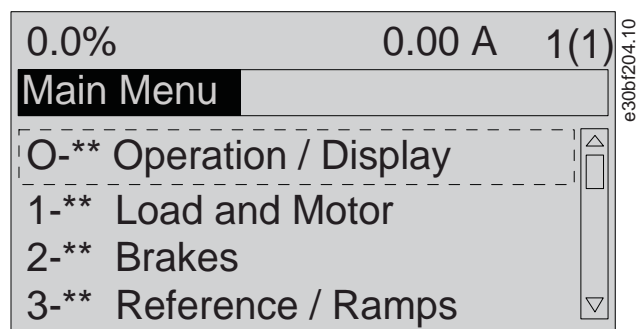 0.0% 0.00 A 1(1)
Main Menu
O-** Operation / Display
1-** Load and Motor
2-** Brakes
3-** Reference / Ramps
e30bf204.10